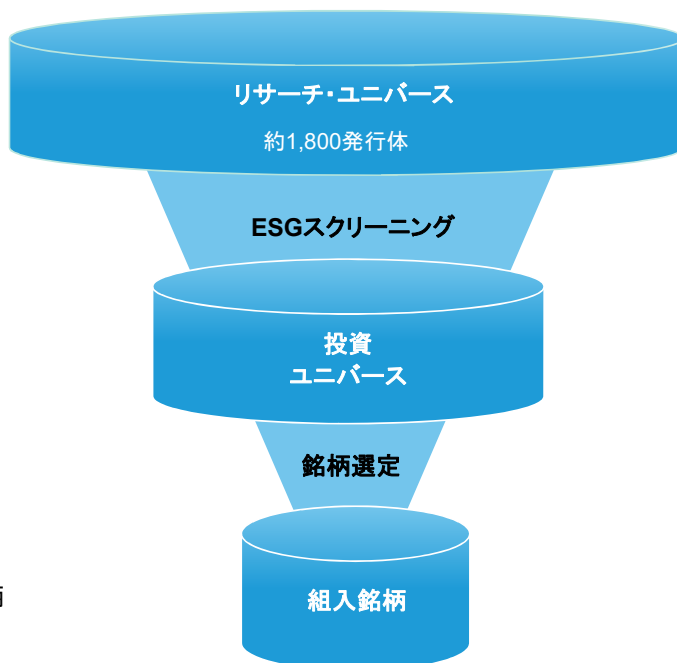 リサーチ・ユニバース
約1,800発行体
ESGスクリーニング
投資
ユニバース
銘柄選定
組入銘柄